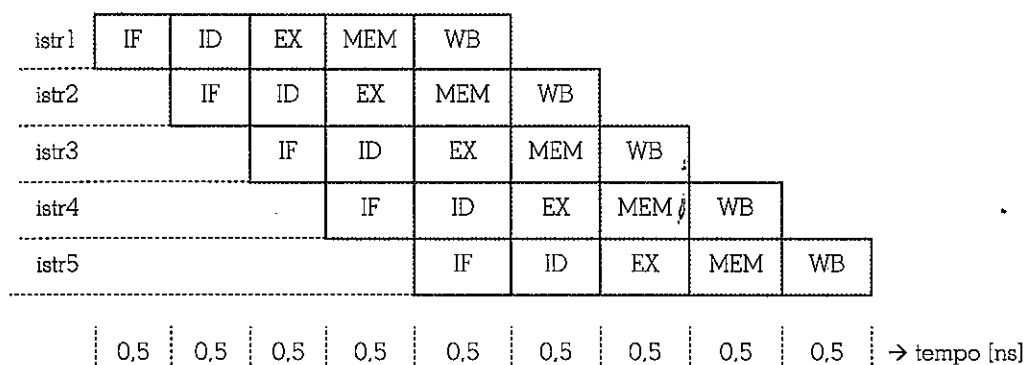 istr1 IF ID EX MEM WB
istr2 IF ID EX MEM WB
istr3 IF ID EX MEM WB
istr4 IF ID EX MEM WB
istr5 IF ID EX MEM WB
0,5 0,5 0,5 0,5 0,5 0,5 0,5 0,5 0,5 → tempo [ns]